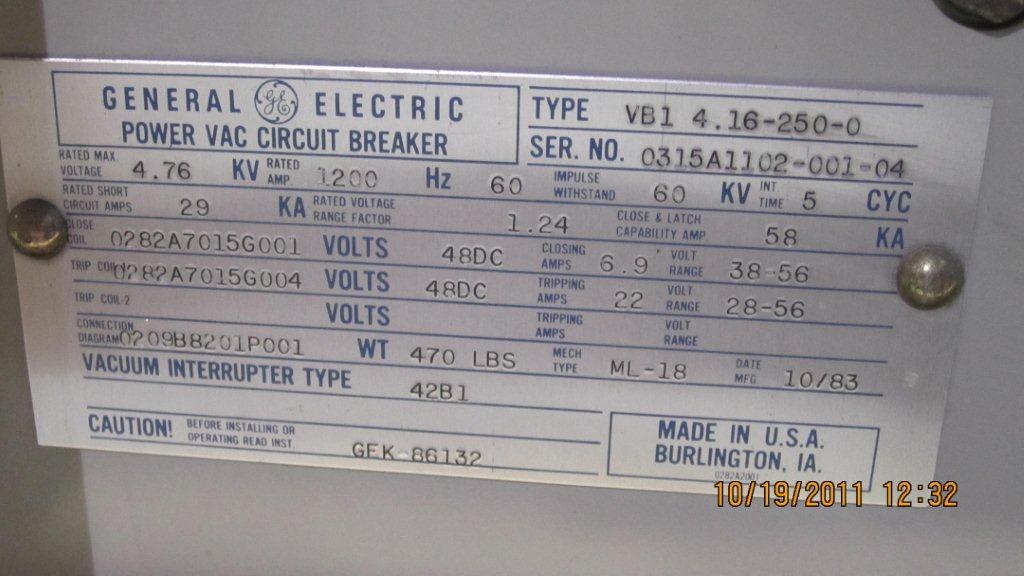 GENERAL GE ELECTRIC
POWER VAC CIRCUIT BREAKER
TYPE VB1 4.16-250-0
SER. NO. 0315A1102-001-04
RATED MAX. VOLTAGE 4.76 KV RATED AMP. 1200 Hz 60 IMPULSE WITHSTAND 60 KV INT TIME 5 CYC
RATED SHORT CIRCUIT AMPS 29 KA RATED VOLTAGE RANGE FACTOR 1.24 CLOSE & LATCH CAPABILITY AMP. 58 KA
CLOSE COIL 0282A7015G001 VOLTS 48DC CLOSING AMPS 6.9 VOLT RANGE 38-56
TRIP COIL 0282A7015G004 VOLTS 48DC TRIPPING AMPS 22 VOLT RANGE 28-56
TRIP COIL-2 VOLTS TRIPPING AMPS VOLT RANGE
CONNECTION DIAGRAM 0209B8201P001 WT 470 LBS MECH TYPE ML-18 DATE MFG 10/83
VACUUM INTERRUPTER TYPE 42B1
CAUTION! BEFORE INSTALLING OR OPERATING READ INST. GEK-86132
MADE IN U.S.A.
BURLINGTON, IA.
10/19/2011 12:32